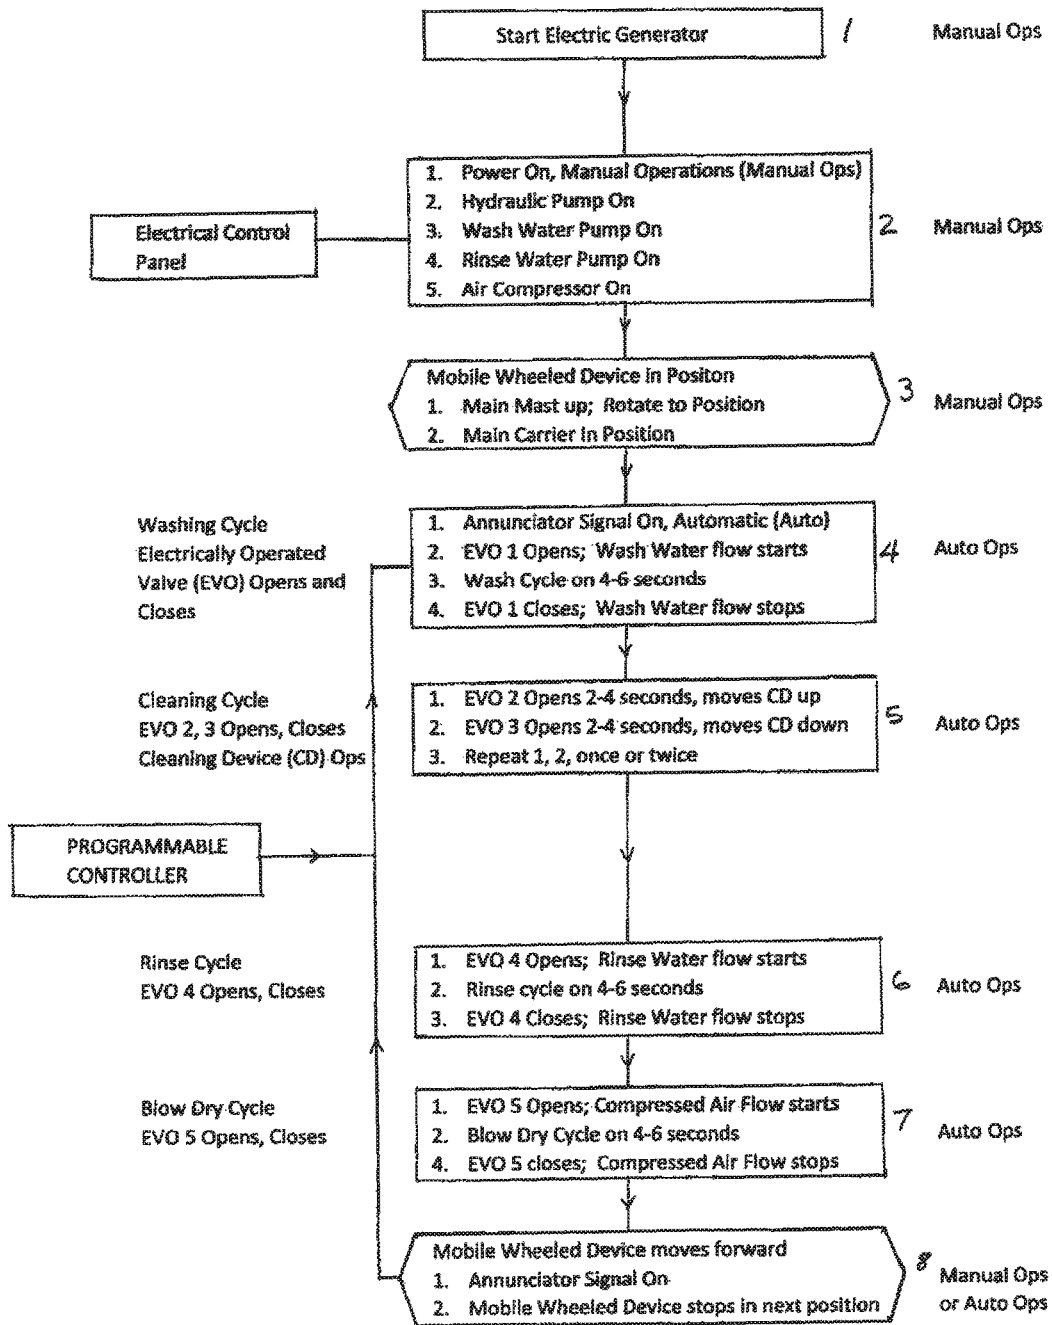 Start Electric Generator
1
Manual Ops
1. Power On, Manual Operations (Manual Ops)
2. Hydraulic Pump On
3. Wash Water Pump On
4. Rinse Water Pump On
5. Air Compressor On
2
Manual Ops
Electrical Control
Panel
Mobile Wheeled Device in Positon
1. Main Mast up; Rotate to Position
2. Main Carrier in Position
3
Manual Ops
Washing Cycle
Electrically Operated
Valve (EVO) Opens and
Closes
1. Annunciator Signal On, Automatic (Auto)
2. EVO 1 Opens; Wash Water flow starts
3. Wash Cycle on 4-6 seconds
4. EVO 1 Closes; Wash Water flow stops
4
Auto Ops
Cleaning Cycle
EVO 2, 3 Opens, Closes
Cleaning Device (CD) Ops
1. EVO 2 Opens 2-4 seconds, moves CD up
2. EVO 3 Opens 2-4 seconds, moves CD down
3. Repeat 1, 2, once or twice
5
Auto Ops
PROGRAMMABLE
CONTROLLER
Rinse Cycle
EVO 4 Opens, Closes
1. EVO 4 Opens; Rinse Water flow starts
2. Rinse cycle on 4-6 seconds
3. EVO 4 Closes; Rinse Water flow stops
6
Auto Ops
Blow Dry Cycle
EVO 5 Opens, Closes
1. EVO 5 Opens; Compressed Air Flow starts
2. Blow Dry Cycle on 4-6 seconds
4. EVO 5 closes; Compressed Air Flow stops
7
Auto Ops
Mobile Wheeled Device moves forward
1. Annunciator Signal On
2. Mobile Wheeled Device stops in next position
8
Manual Ops
or Auto Ops